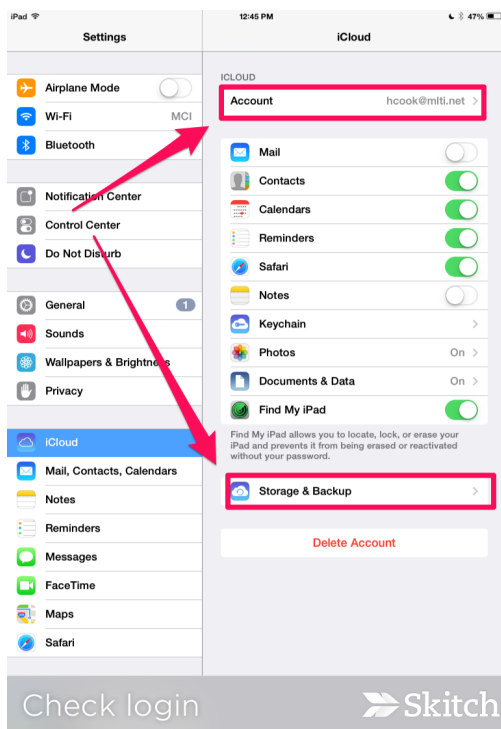 iPad 12:45 PM 47%
Settings
iCloud
Airplane Mode
Wi-Fi MCI
Bluetooth
Notification Center
Control Center
Do Not Disturb
General 1
Sounds
Wallpapers & Brightness
Privacy
iCloud
Mail, Contacts, Calendars
Notes
Reminders
Messages
FaceTime
Maps
Safari
ICLOUD
Account hcook@mlti.net >
Mail
Contacts
Calendars
Reminders
Safari
Notes
Keychain >
Photos On >
Documents & Data On >
Find My iPad
Find My iPad allows you to locate, lock, or erase your
iPad and prevents it from being erased or reactivated
without your password.
Storage & Backup >
Delete Account
Check login
Skitch